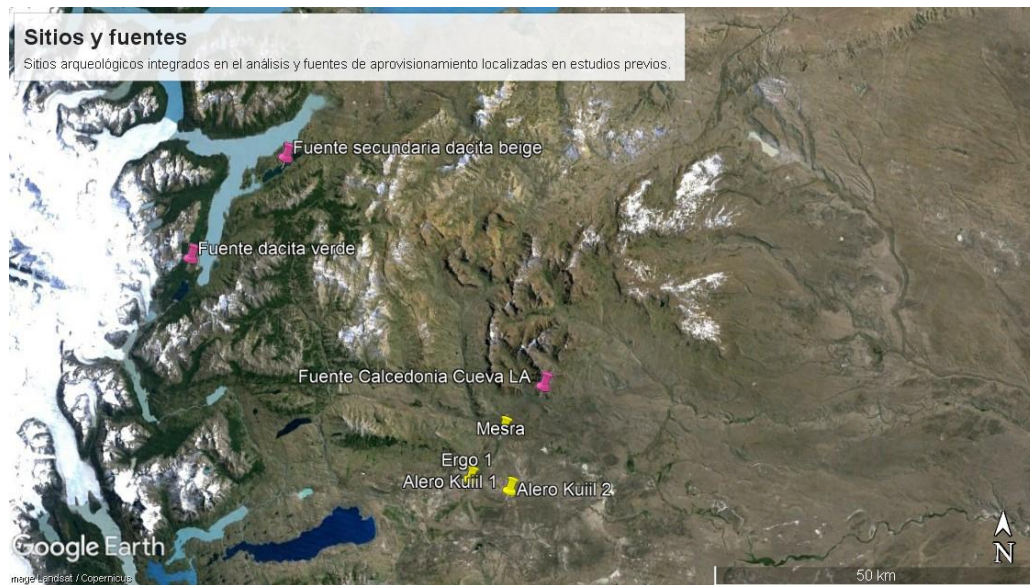 Sitios y fuentes
Sitios arqueológicos integrados en el análisis y fuentes de aprovisionamiento localizadas en estudios previos.
Fuente secundaria dacita beige
Fuente dacita verde
Fuente Calcedonia Cueva LA
Mesra
Ergo 1
Alero Kuiil 1
Alero Kuiil 2
Google Earth
Image Landsat / Copernicus
50 km
N